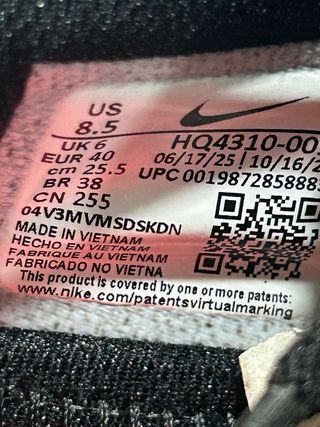 US
8.5
UK 6
EUR 40
cm 25.5
BR 38
CN 255
HQ4310-00
06/17/25 10/16/2
UPC 0019872858883
04V3MVMSDSKDN
MADE IN VIETNAM
HECHO EN VIETNAM
FABRIQUE AU VIETNAM
FABRICADO NO VIETNA
This product is covered by one or more patents:
www.nike.com/patentsvirtualmarking